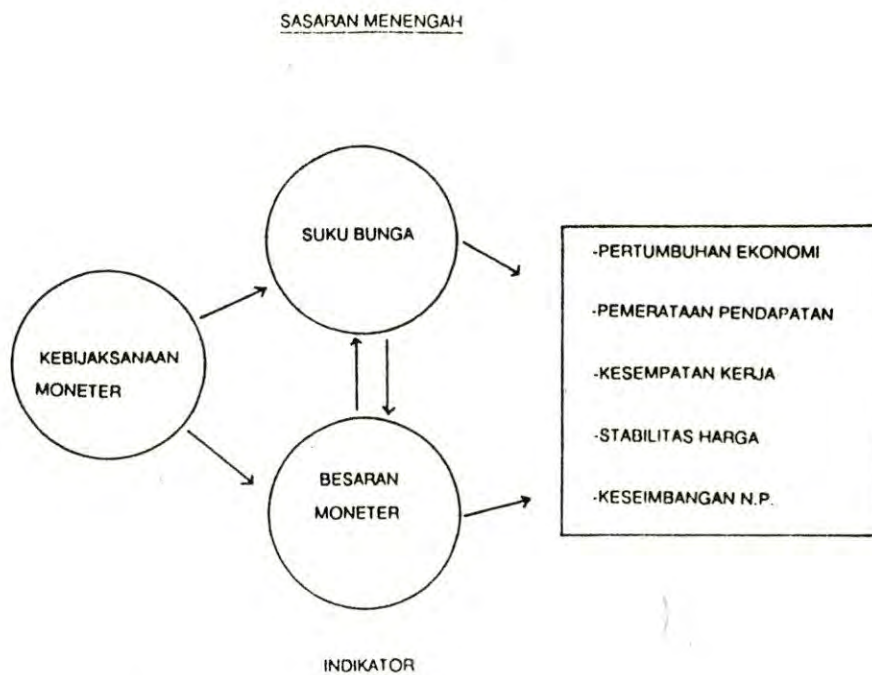 SASARAN MENENGAH
SUKU BUNGA
KEBIJAKSANAAN
MONETER
BESARAN
MONETER
-PERTUMBUHAN EKONOMI
-PEMERATAAN PENDAPATAN
-KESEMPATAN KERJA
-STABILITAS HARGA
-KESEIMBANGAN N.P.
INDIKATOR